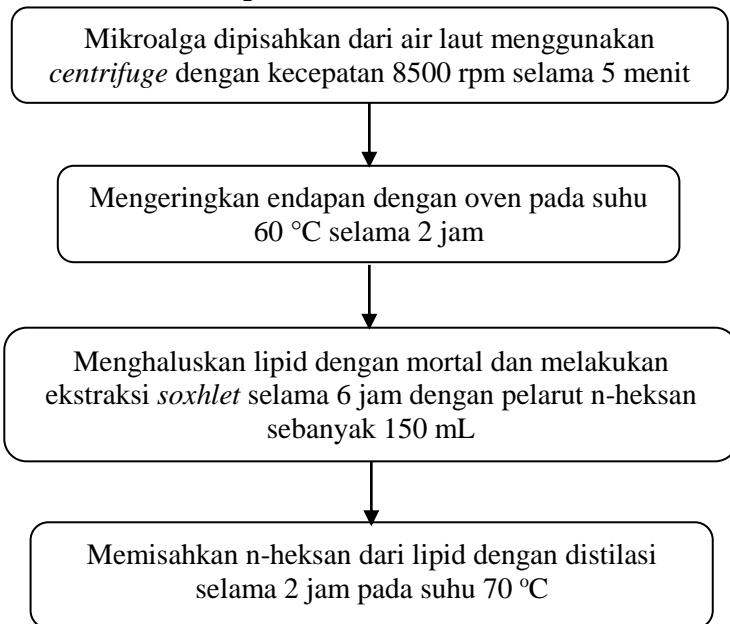 Mikroalga dipisahkan dari air laut menggunakan
centrifuge dengan kecepatan 8500 rpm selama 5 menit
Mengeringkan endapan dengan oven pada suhu
60 °C selama 2 jam
Menghaluskan lipid dengan mortal dan melakukan
ekstraksi soxhlet selama 6 jam dengan pelarut n-heksan
sebanyak 150 mL
Memisahkan n-heksan dari lipid dengan distilasi
selama 2 jam pada suhu 70 °C